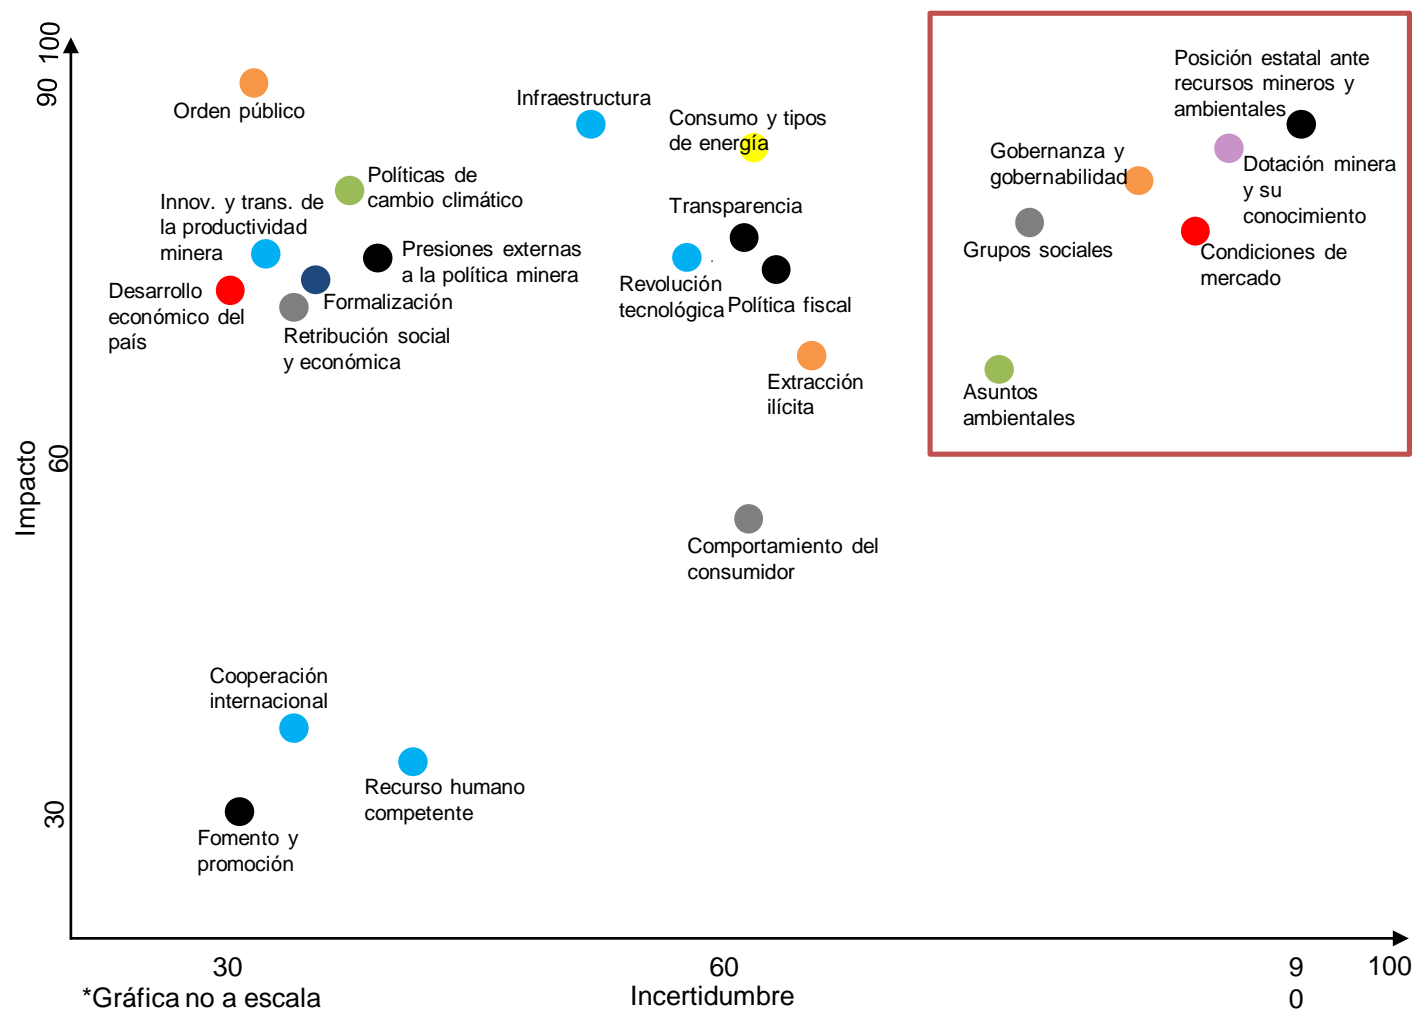 100
90
60
30
Impacto
Orden público
Infraestructura
Consumo y tipos
de energía
Posición estatal ante
recursos mineros y
ambientales
Gobernanza y
gobernabilidad
Dotación minera
y su
conocimiento
Políticas de
cambio climático
Innov. y trans. de
la productividad
minera
Transparencia
Grupos sociales
Condiciones de
mercado
Presiones externas
a la política minera
Desarrollo
económico del
país
Formalización
Retribución social
y económica
Revolución
tecnológica
Política fiscal
Extracción
ilícita
Asuntos
ambientales
Comportamiento del
consumidor
Cooperación
internacional
Recurso humano
competente
Fomento y
promoción
30
60
9
0
100
*Gráfica no a escala
Incertidumbre